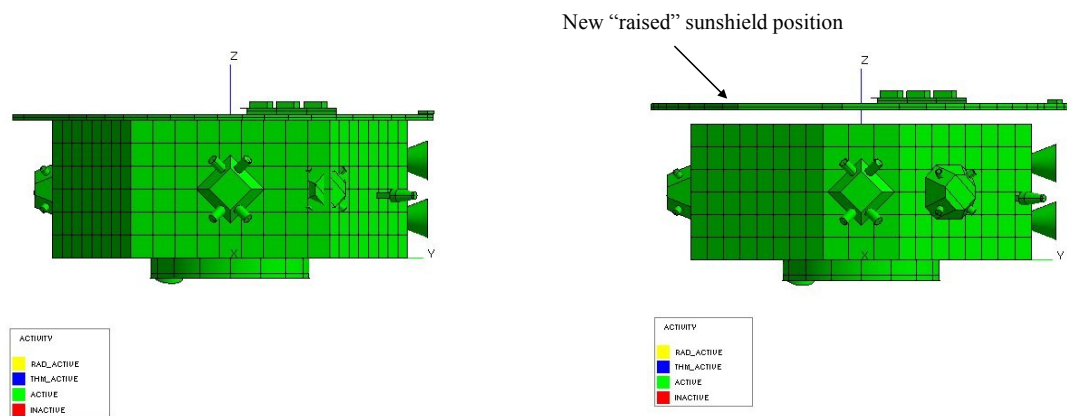 New “raised” sunshield position
Z
Z
X
Y
X
Y
ACTIVITY
RAD_ACTIVE
THM_ACTIVE
ACTIVE
INACTIVE
ACTIVITY
RAD_ACTIVE
THM_ACTIVE
ACTIVE
INACTIVE